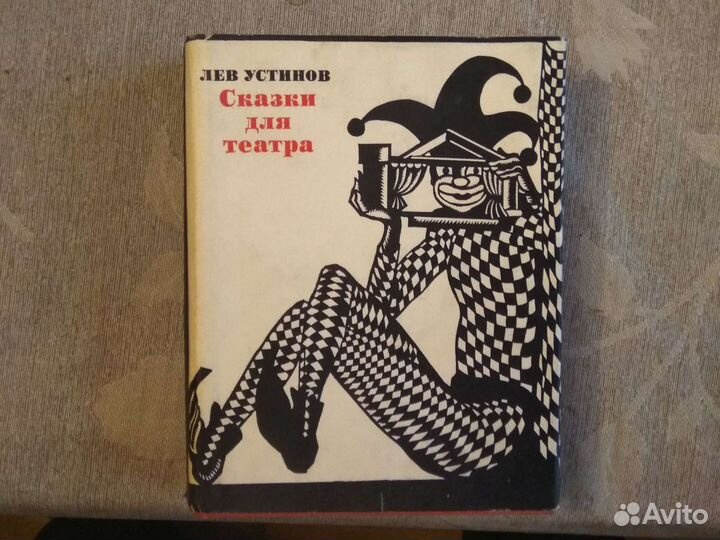 ЛЕВ УСТИНОВ
Сказки
для
театра
Avito